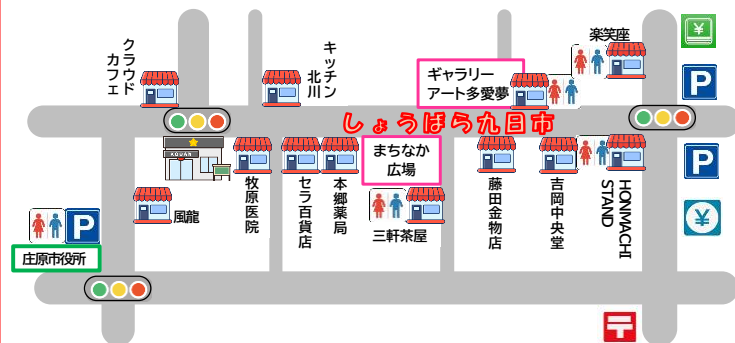 楽笑座
クラウド
カフェ
キッチン
北川
ギャラリー
アート多愛夢
¥
P
しょうばら九日市
まちなか
広場
牧原医院
セラ百貨店
本郷薬局
藤田金物店
吉岡中央堂
HONMACHI
STAND
P
風龍
三軒茶屋
P
¥
庄原市役所
〒